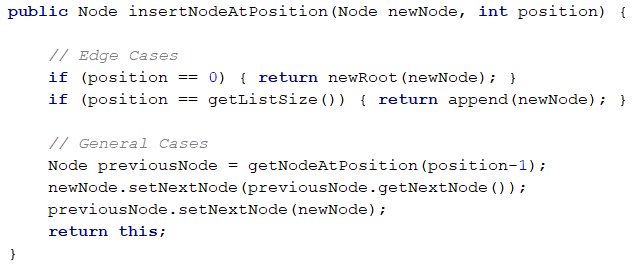 public Node insertNodeAtPosition(Node newNode, int position) {
// Edge Cases
if (position == 0) { return newRoot(newNode); }
if (position == getListSize()) { return append(newNode); }
// General Cases
Node previousNode = getNodeAtPosition(position-1);
newNode.setNextNode(previousNode.getNextNode());
previousNode.setNextNode(newNode);
return this;
}